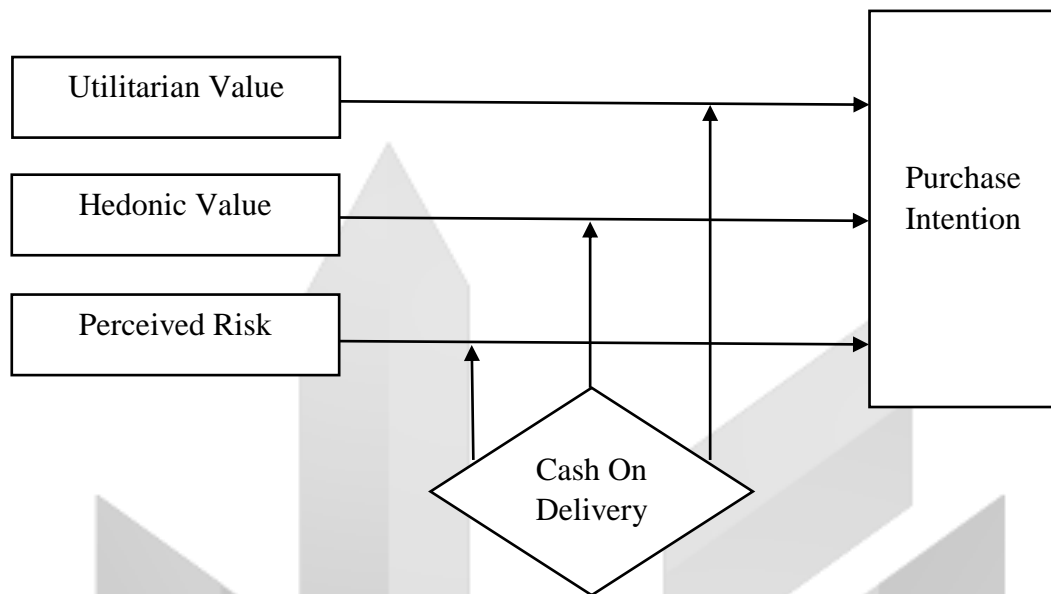 Utilitarian Value
Hedonic Value
Perceived Risk
Purchase
Intention
Cash On
Delivery